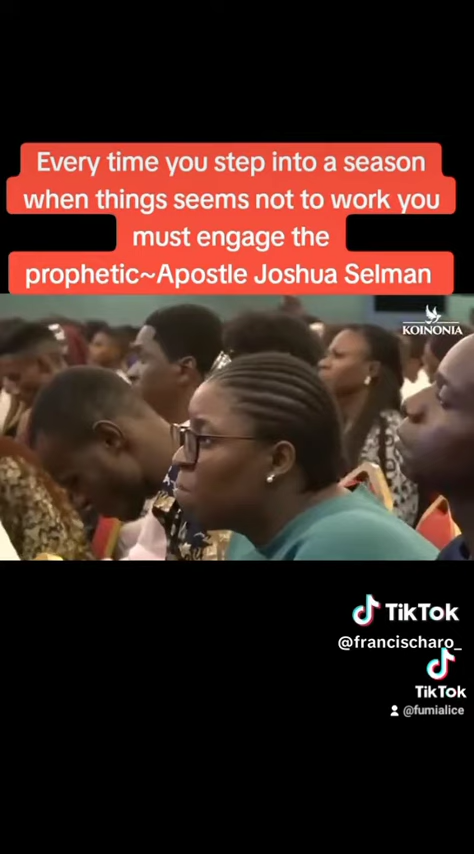 Every time you step into a season
when things seems not to work you
must engage the
prophetic~Apostle Joshua Selman
KOINONIA
TikTok
@francischaro_
TikTok
@fumialice